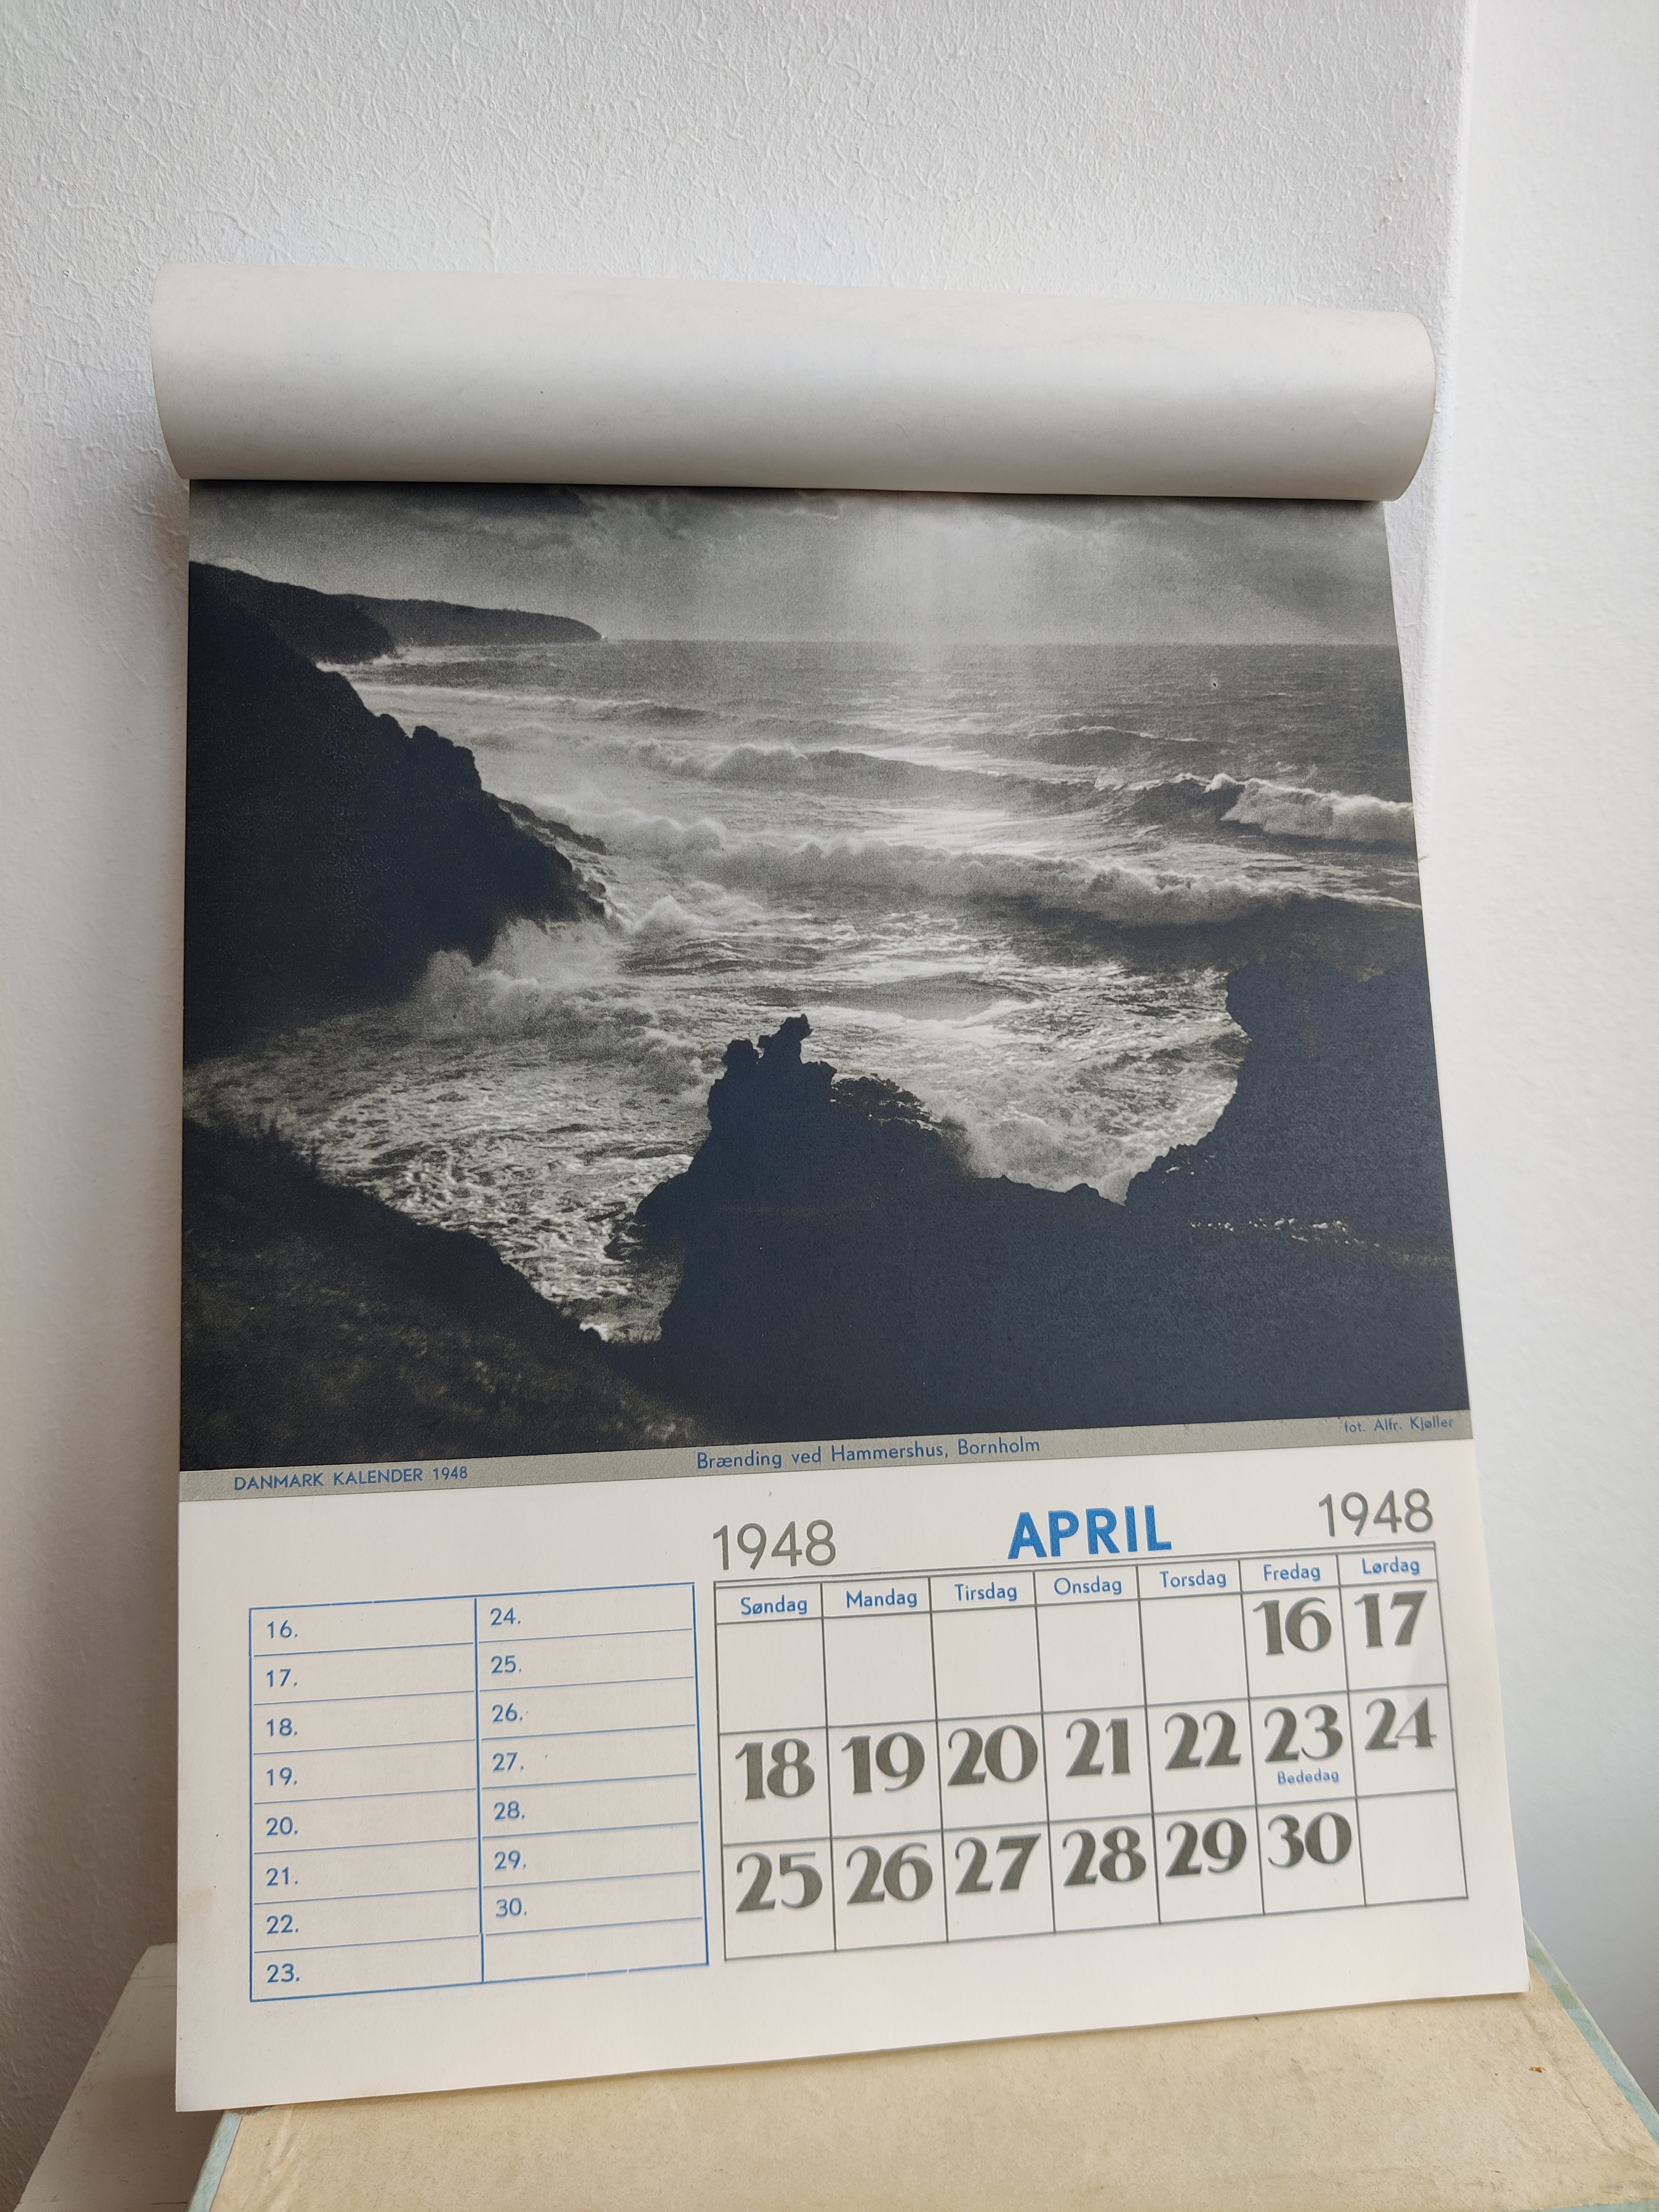 DANMARK KALENDER 1948
Brænding ved Hammershus, Bornholm
fot. Alfr. Kjøller
1948 APRIL 1948
16. 24.
17. 25.
18. 26.
19. 27.
20. 28.
21. 29.
22. 30.
23.
Søndag Mandag Tirsdag Onsdag Torsdag Fredag Lørdag
16 17
18 19 20 21 22 23 24
Bededag
25 26 27 28 29 30